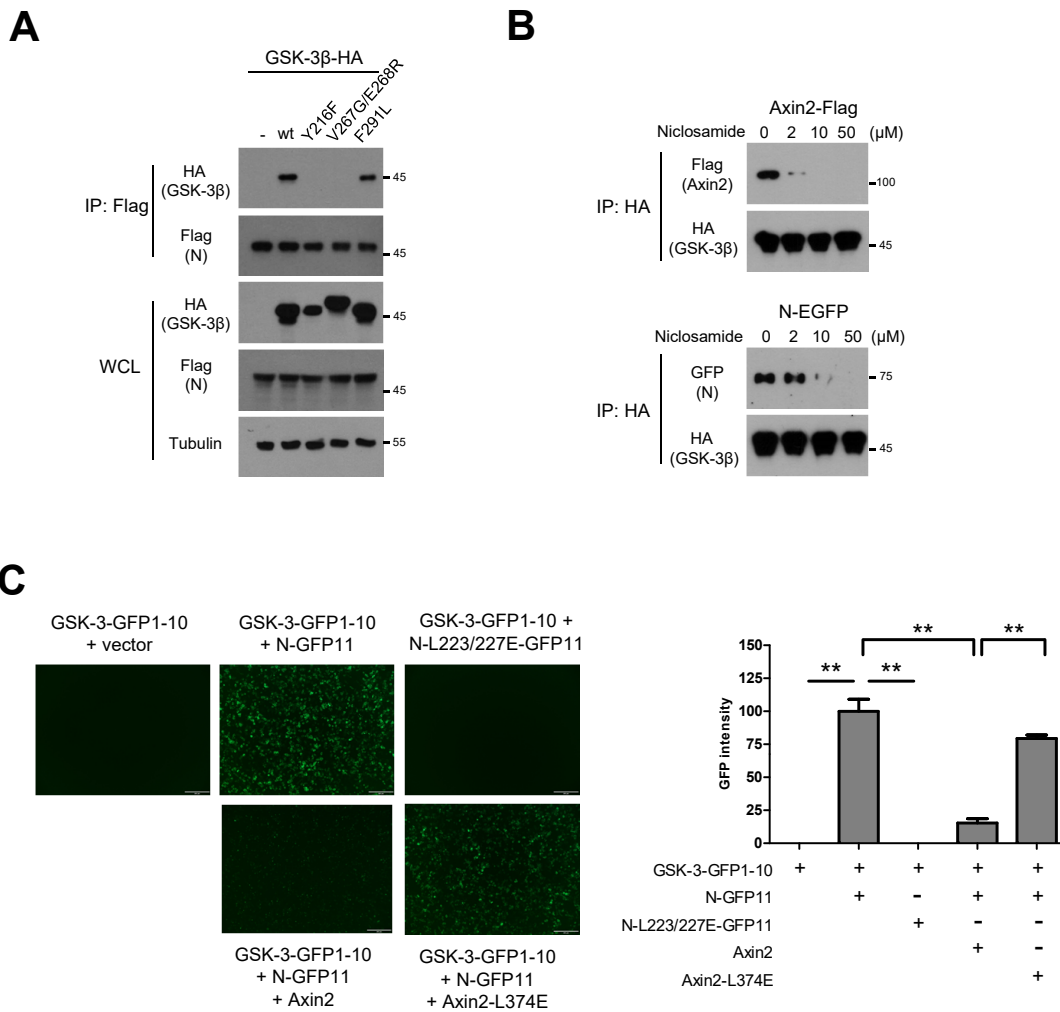 A
GSK-3β-HA
- wt Y216F V267G/E268R F291L
IP: Flag
HA
(GSK-3β)
45
Flag
(N)
45
WCL
HA
(GSK-3β)
45
Flag
(N)
45
Tubulin
55
B
Axin2-Flag
Niclosamide 0 2 10 50 (µM)
IP: HA
Flag
(Axin2)
100
HA
(GSK-3β)
45
N-EGFP
Niclosamide 0 2 10 50 (µM)
IP: HA
GFP
(N)
75
HA
(GSK-3β)
45
C
GSK-3-GFP1-10
+ vector
GSK-3-GFP1-10
+ N-GFP11
GSK-3-GFP1-10 +
N-L223/227E-GFP11
GSK-3-GFP1-10
+ N-GFP11
+ Axin2
GSK-3-GFP1-10
+ N-GFP11
+ Axin2-L374E
GFP intensity
150
125
100
75
50
25
0
** ** ** **
GSK-3-GFP1-10 + + + + +
N-GFP11 + - + +
N-L223/227E-GFP11 + - -
Axin2 + -
Axin2-L374E +